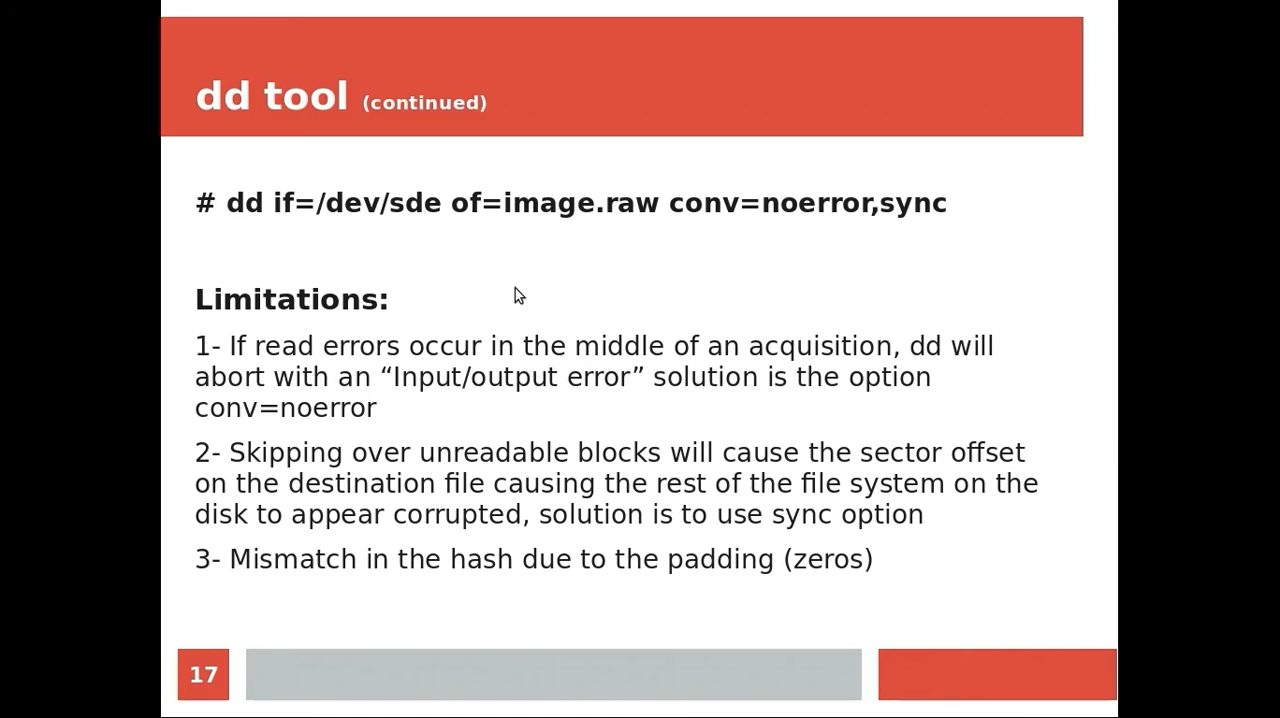 dd tool (continued)
# dd if=/dev/sde of=image.raw conv=noerror,sync
Limitations:
1- If read errors occur in the middle of an acquisition, dd will
abort with an “Input/output error” solution is the option
conv=noerror
2- Skipping over unreadable blocks will cause the sector offset
on the destination file causing the rest of the file system on the
disk to appear corrupted, solution is to use sync option
3- Mismatch in the hash due to the padding (zeros)
17